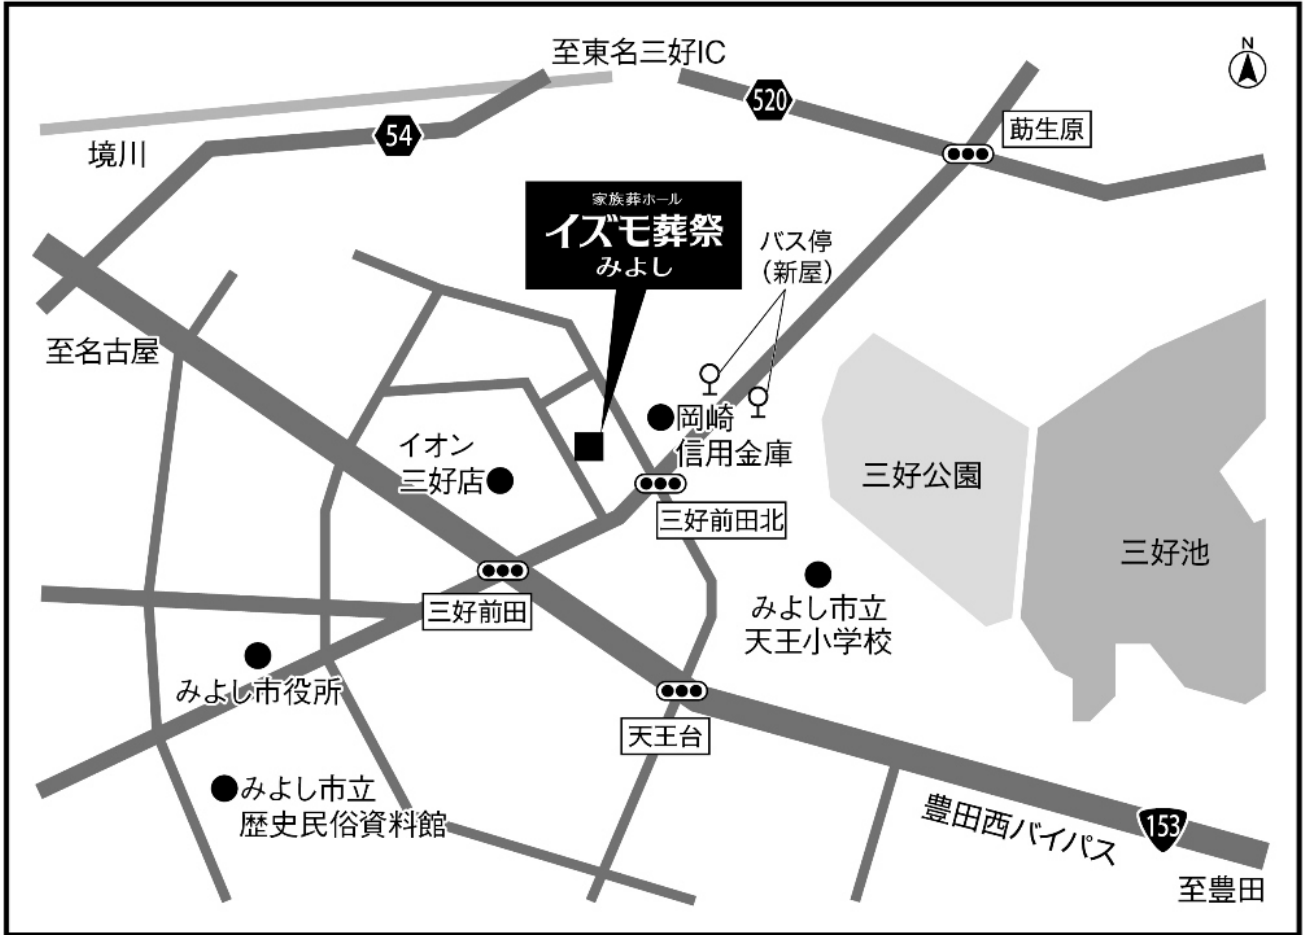 至東名三好IC
N
520
54
莇生原
境川
家族葬ホール
イズモ葬祭
みよし
バス停
（新屋）
至名古屋
岡崎
信用金庫
イオン
三好店
三好公園
三好前田北
三好池
みよし市立
天王小学校
三好前田
みよし市役所
天王台
みよし市立
歴史民俗資料館
豊田西バイパス
153
至豊田